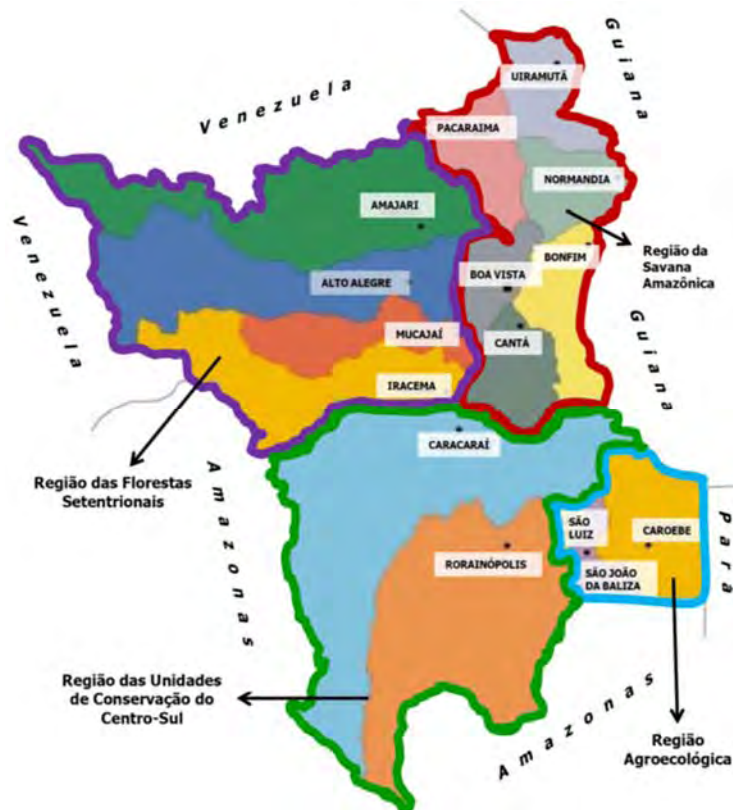 Guiana
UIRAMUTÃ
Venezuela
PACARAIMA
NORMANDIA
AMAJARI
Venezuela
Região da
Savana
Amazônica
BONFIM
BOA VISTA
ALTO ALEGRE
MUCAJAÍ
CANTÁ
Guiana
IRACEMA
CARACARAÍ
Região das Florestas
Setentrionais
Amazonas
SÃO
LUIZ
CAROEBE
Para
RORAINÓPOLIS
SÃO JOÃO
DA BALIZA
Região das Unidades
de Conservação do
Centro-Sul
Amazonas
Região
Agroecológica